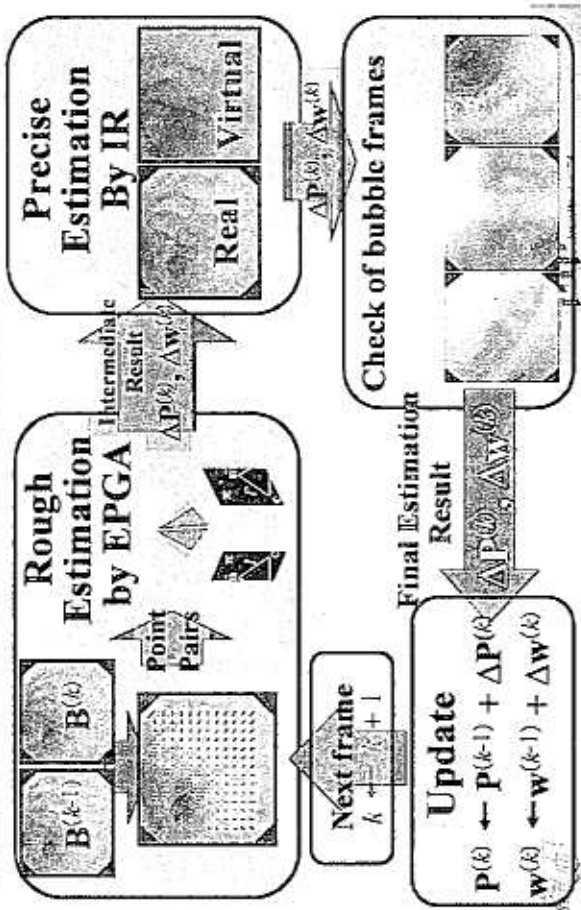 B^(k-1) B^(k)
Rough
Estimation
by EPGA
Point
Pairs
Intermediate
Result
ΔP^(k), Δw^(k)
Precise
Estimation
By IR
Real Virtual
ΔP^(k), Δw^(k)
Check of bubble frames
Final Estimation
Result
ΔP^(k), Δw^(k)
Update
P^(k) ← P^(k-1) + ΔP^(k)
w^(k) ← w^(k-1) + Δw^(k)
Next frame
k ← k + 1